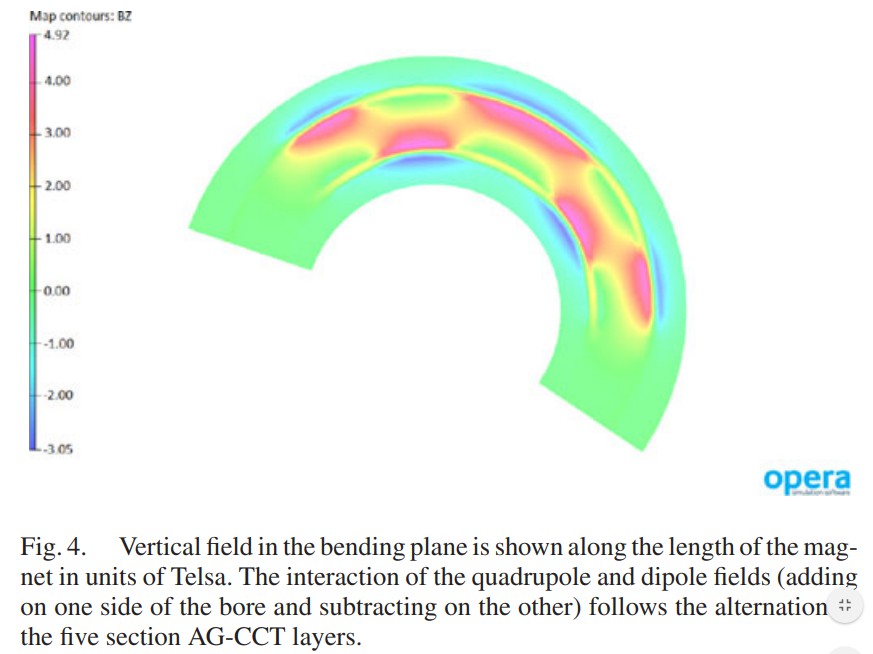 Map contours: BZ
4.92
4.00
3.00
2.00
1.00
0.00
-1.00
-2.00
-3.05
opera
simulation software
Fig. 4. Vertical field in the bending plane is shown along the length of the mag-
net in units of Telsa. The interaction of the quadrupole and dipole fields (adding
on one side of the bore and subtracting on the other) follows the alternation
the five section AG-CCT layers.